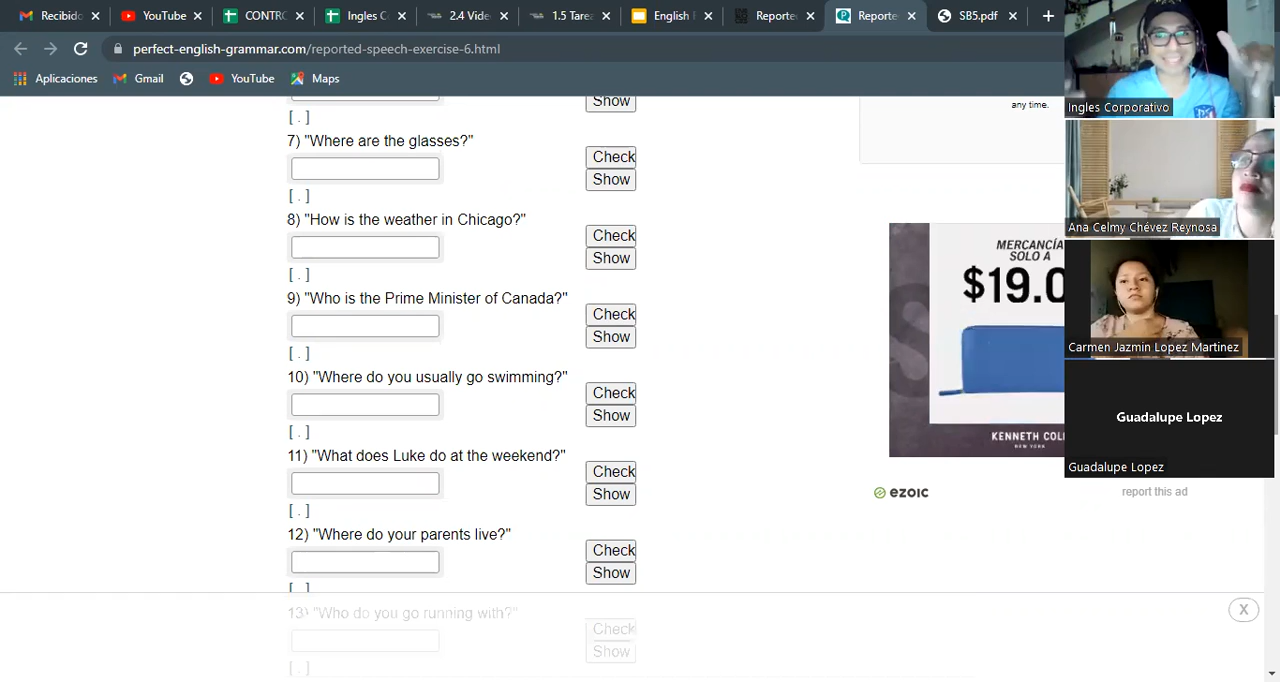 Recibido
YouTube
CONTRO
Ingles Co
2.4 Vide
1.5 Tarea
English F
Reporte
Reporte
SB5.pdf
perfect-english-grammar.com/reported-speech-exercise-6.html
Aplicaciones
Gmail
YouTube
Maps
Show
[ . ]
7) "Where are the glasses?"
Check
Show
[ . ]
8) "How is the weather in Chicago?"
Check
Show
[ . ]
9) "Who is the Prime Minister of Canada?"
Check
Show
[ . ]
10) "Where do you usually go swimming?"
Check
Show
[ . ]
11) "What does Luke do at the weekend?"
Check
Show
[ . ]
12) "Where do your parents live?"
Check
Show
[ . ]
13) "Who do you go running with?"
Check
Show
[ . ]
any time.
MERCANCÍA
SOLO A
$19.0
KENNETH COL
NEW YORK
ezoic
report this ad
X
Ingles Corporativo
Ana Celmy Chévez Reynosa
Carmen Jazmin Lopez Martinez
Guadalupe Lopez
Guadalupe Lopez